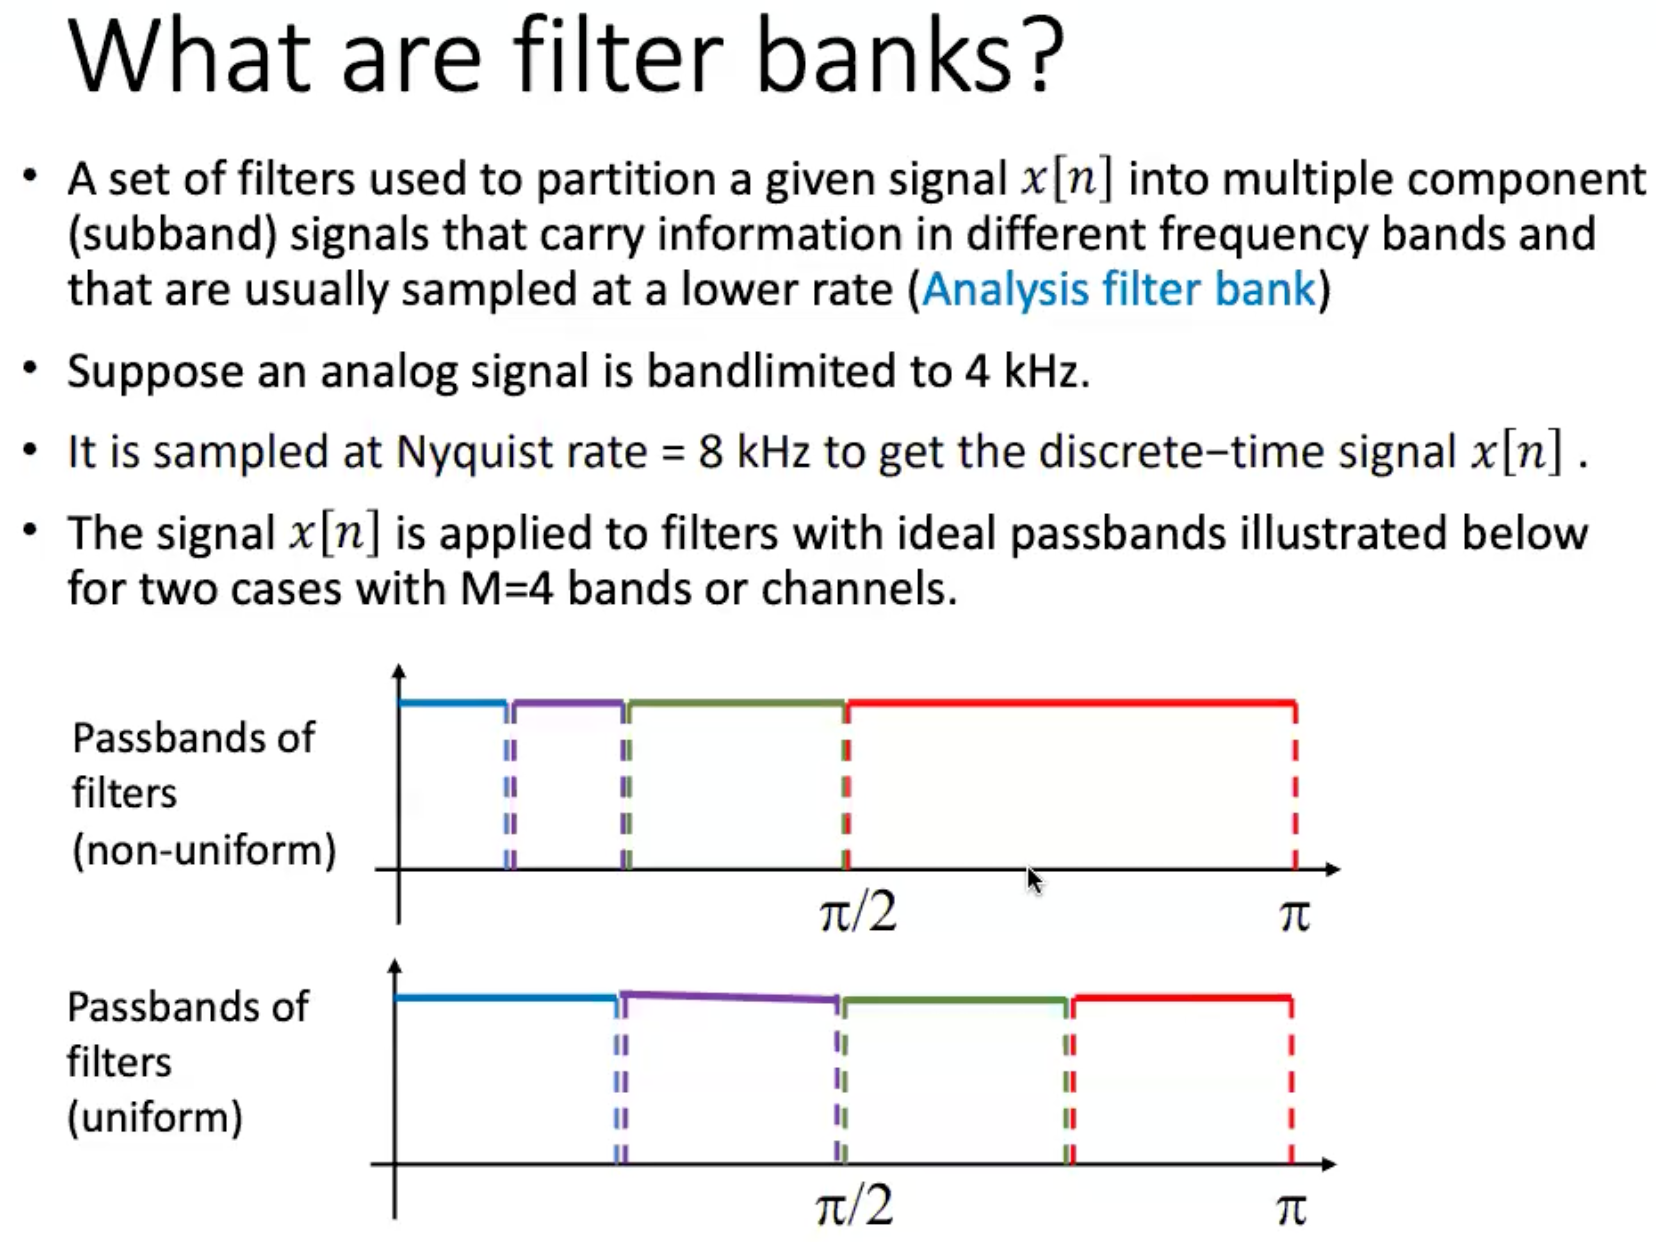 What are filter banks?
• A set of filters used to partition a given signal x[n] into multiple component
(subband) signals that carry information in different frequency bands and
that are usually sampled at a lower rate (Analysis filter bank)
• Suppose an analog signal is bandlimited to 4 kHz.
• It is sampled at Nyquist rate = 8 kHz to get the discrete–time signal x[n] .
• The signal x[n] is applied to filters with ideal passbands illustrated below
for two cases with M=4 bands or channels.
Passbands of
filters
(non-uniform)
π/2 π
Passbands of
filters
(uniform)
π/2 π